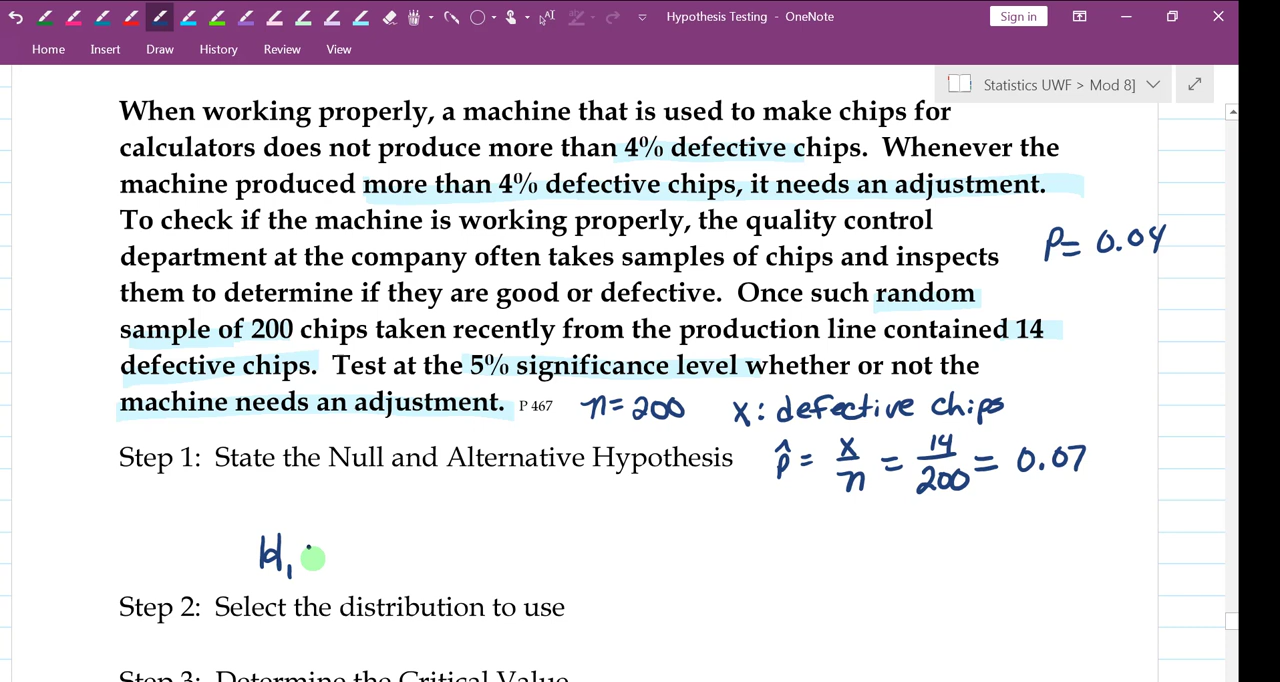 Hypothesis Testing - OneNote
Sign in
Home Insert Draw History Review View
Statistics UWF > Mod 8]
When working properly, a machine that is used to make chips for
calculators does not produce more than 4% defective chips. Whenever the
machine produced more than 4% defective chips, it needs an adjustment.
To check if the machine is working properly, the quality control
department at the company often takes samples of chips and inspects
them to determine if they are good or defective. Once such random
sample of 200 chips taken recently from the production line contained 14
defective chips. Test at the 5% significance level whether or not the
machine needs an adjustment. P 467
P = 0.04
n = 200 x: defective chips
Step 1: State the Null and Alternative Hypothesis
p̂ = x/n = 14/200 = 0.07
H₁
Step 2: Select the distribution to use
Step 3: Determine the Critical Value